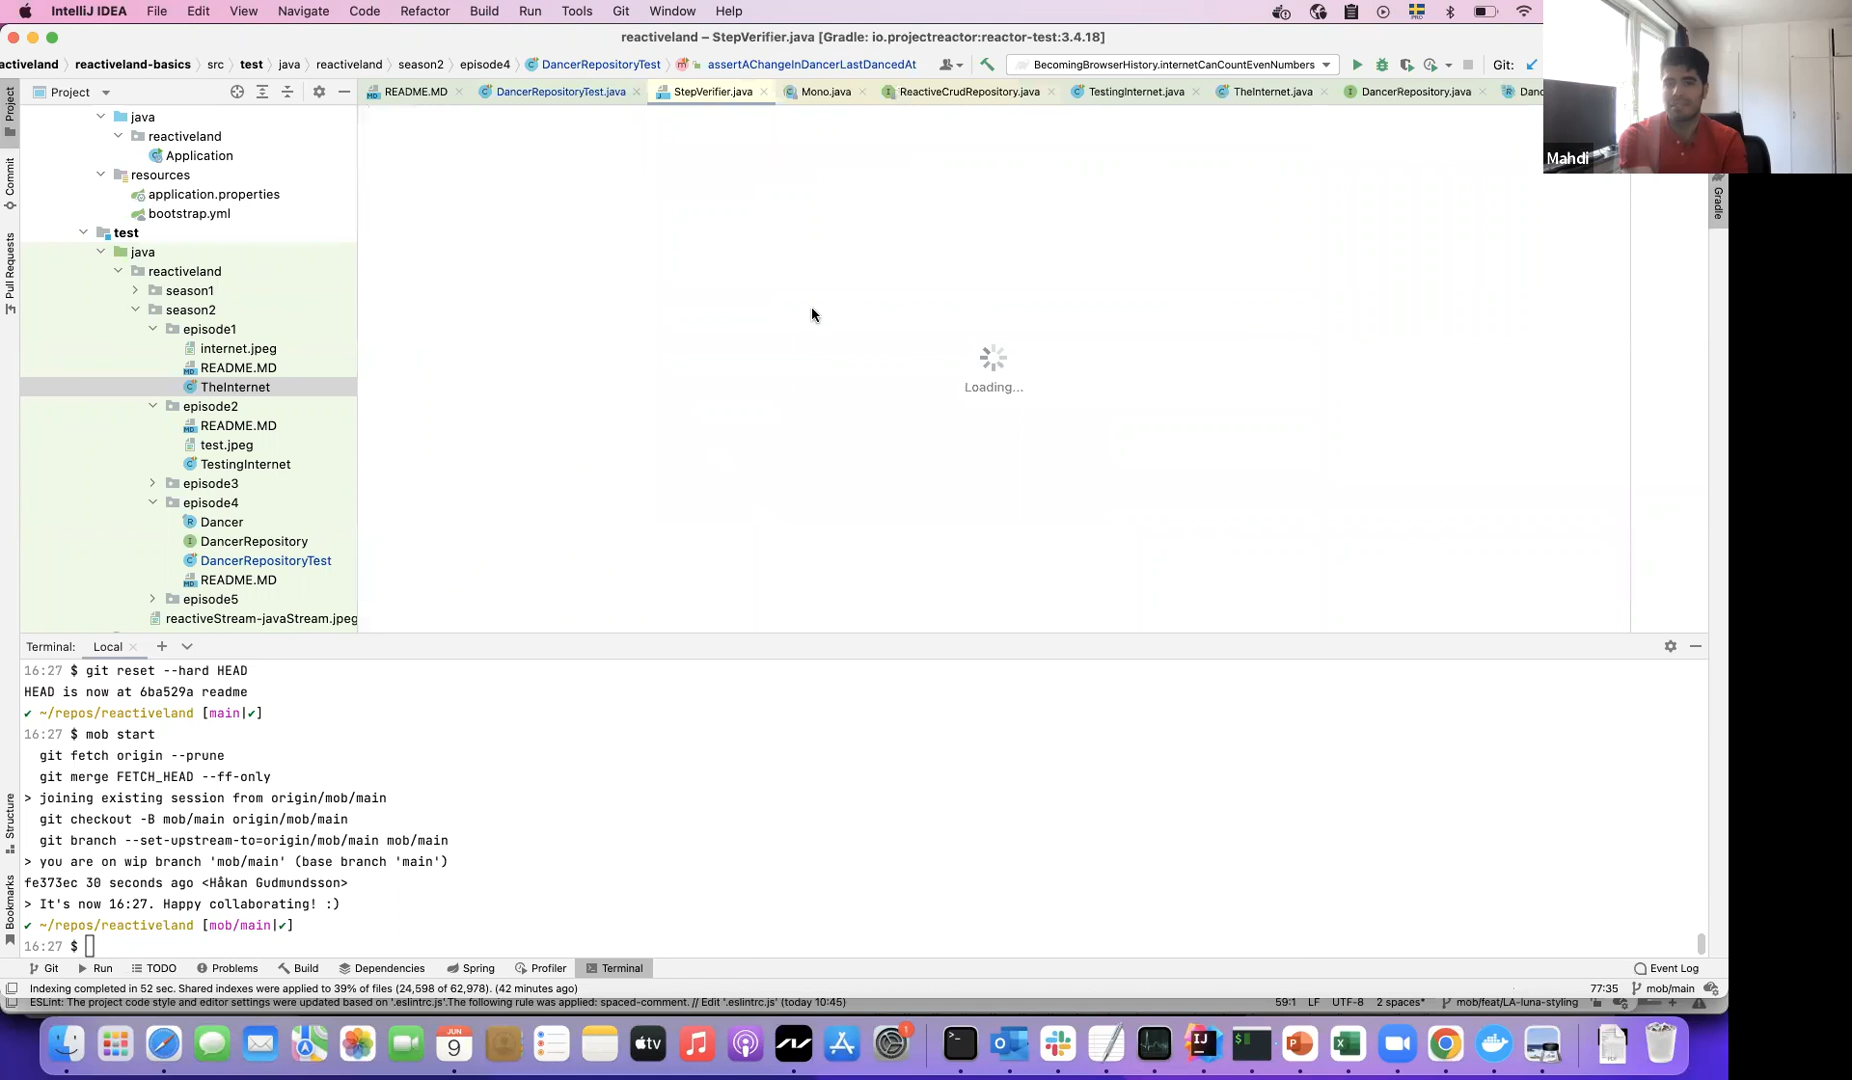 IntelliJ IDEA File Edit View Navigate Code Refactor Build Run Tools Git Window Help
reactiveland – StepVerifier.java [Gradle: io.projectreactor:reactor-test:3.4.18]
activeland reactiveland-basics src test java reactiveland season2 episode4 DancerRepositoryTest assertAChangeInDancerLastDancedAt BecomingBrowserHistory.internetCanCountEvenNumbers Git:
Project README.MD DancerRepositoryTest.java StepVerifier.java Mono.java ReactiveCrudRepository.java TestingInternet.java TheInternet.java DancerRepository.java Danc
Mahdi
Project
Commit
Pull Requests
Structure
Bookmarks
Gradle
java
reactiveland
Application
resources
application.properties
bootstrap.yml
test
java
reactiveland
season1
season2
episode1
internet.jpeg
README.MD
TheInternet
episode2
README.MD
test.jpeg
TestingInternet
episode3
episode4
Dancer
DancerRepository
DancerRepositoryTest
README.MD
episode5
reactiveStream-javaStream.jpeg
Loading...
Terminal: Local
16:27 $ git reset --hard HEAD
HEAD is now at 6ba529a readme
✔ ~/repos/reactiveland [main|✔]
16:27 $ mob start
git fetch origin --prune
git merge FETCH_HEAD --ff-only
> joining existing session from origin/mob/main
git checkout -B mob/main origin/mob/main
git branch --set-upstream-to=origin/mob/main mob/main
> you are on wip branch 'mob/main' (base branch 'main')
fe373ec 30 seconds ago <Håkan Gudmundsson>
> It's now 16:27. Happy collaborating! :)
✔ ~/repos/reactiveland [mob/main|✔]
16:27 $
Git Run TODO Problems Build Dependencies Spring Profiler Terminal Event Log
Indexing completed in 52 sec. Shared indexes were applied to 39% of files (24,598 of 62,978). (42 minutes ago) 77:35 mob/main
ESLint: The project code style and editor settings were updated based on '.eslintrc.js'.The following rule was applied: spaced-comment. // Edit '.eslintrc.js' (today 10:45) 59:1 LF UTF-8 2 spaces* mob/feat/LA-luna-styling
JUN
9
tv
1